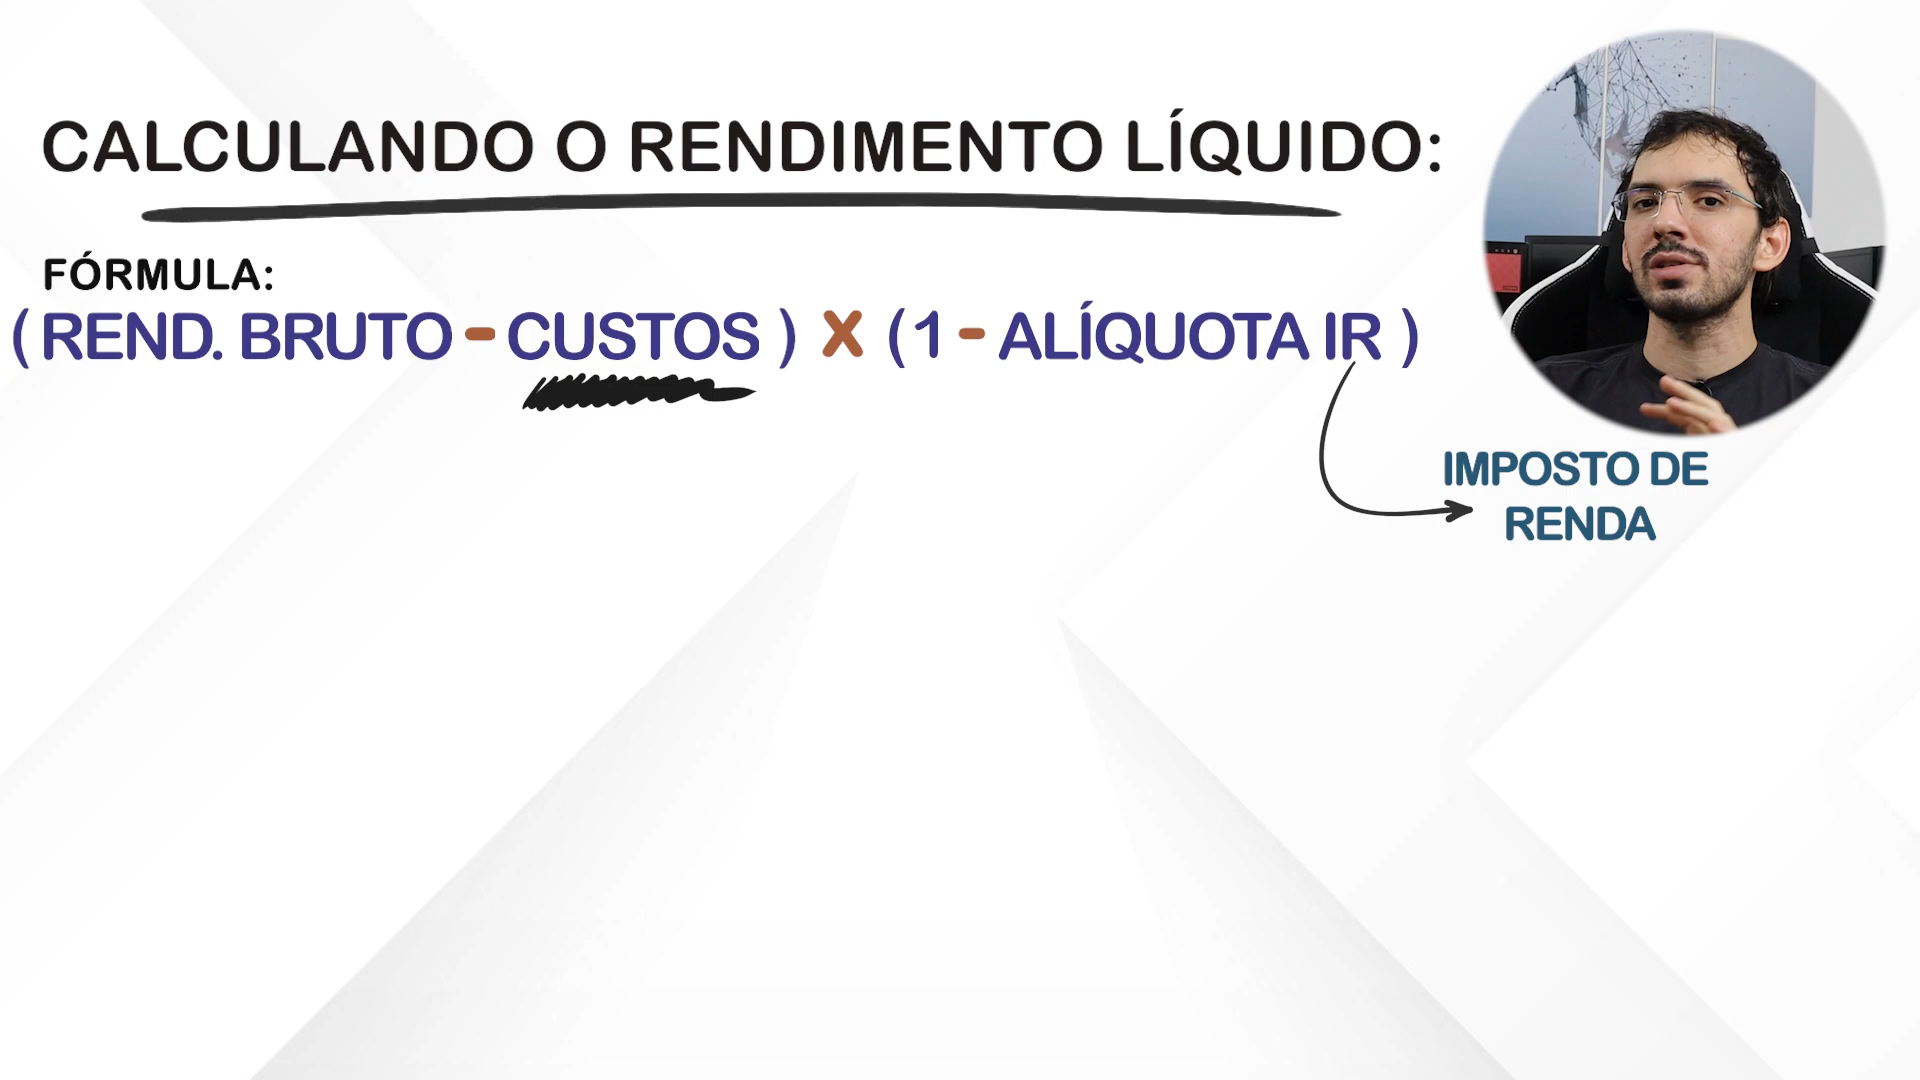 CALCULANDO O RENDIMENTO LÍQUIDO:
FÓRMULA:
(REND. BRUTO - CUSTOS ) X (1 - ALÍQUOTA IR )
IMPOSTO DE
RENDA